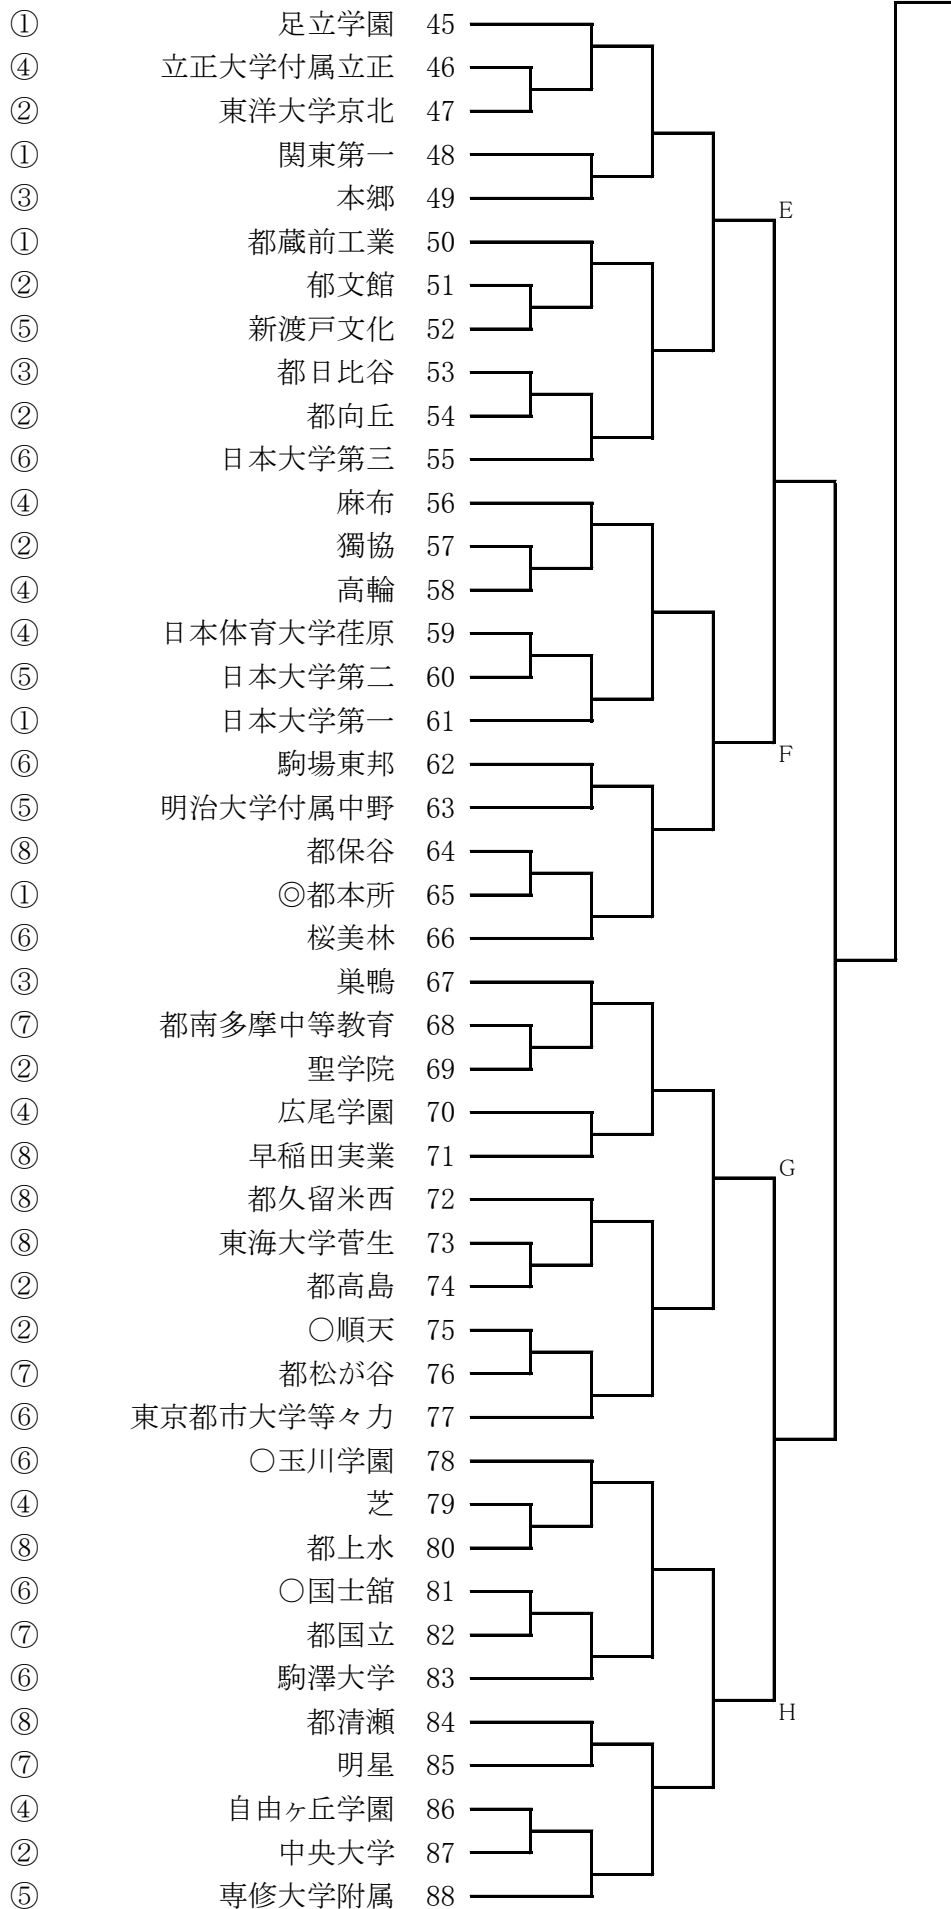 ① 足立学園 45
④ 立正大学付属立正 46
② 東洋大学京北 47
① 関東第一 48
③ 本郷 49
① 都蔵前工業 50
② 郁文館 51
⑤ 新渡戸文化 52
③ 都日比谷 53
② 都向丘 54
⑥ 日本大学第三 55
④ 麻布 56
② 獨協 57
④ 高輪 58
④ 日本体育大学荏原 59
⑤ 日本大学第二 60
① 日本大学第一 61
⑥ 駒場東邦 62
⑤ 明治大学付属中野 63
⑧ 都保谷 64
① ◎都本所 65
⑥ 桜美林 66
③ 巣鴨 67
⑦ 都南多摩中等教育 68
② 聖学院 69
④ 広尾学園 70
⑧ 早稲田実業 71
⑧ 都久留米西 72
⑧ 東海大学菅生 73
② 都高島 74
② ○順天 75
⑦ 都松が谷 76
⑥ 東京都市大学等々力 77
⑥ ○玉川学園 78
④ 芝 79
⑧ 都上水 80
⑥ ○国士舘 81
⑦ 都国立 82
⑥ 駒澤大学 83
⑧ 都清瀬 84
⑦ 明星 85
④ 自由ヶ丘学園 86
② 中央大学 87
⑤ 専修大学附属 88
E
F
G
H